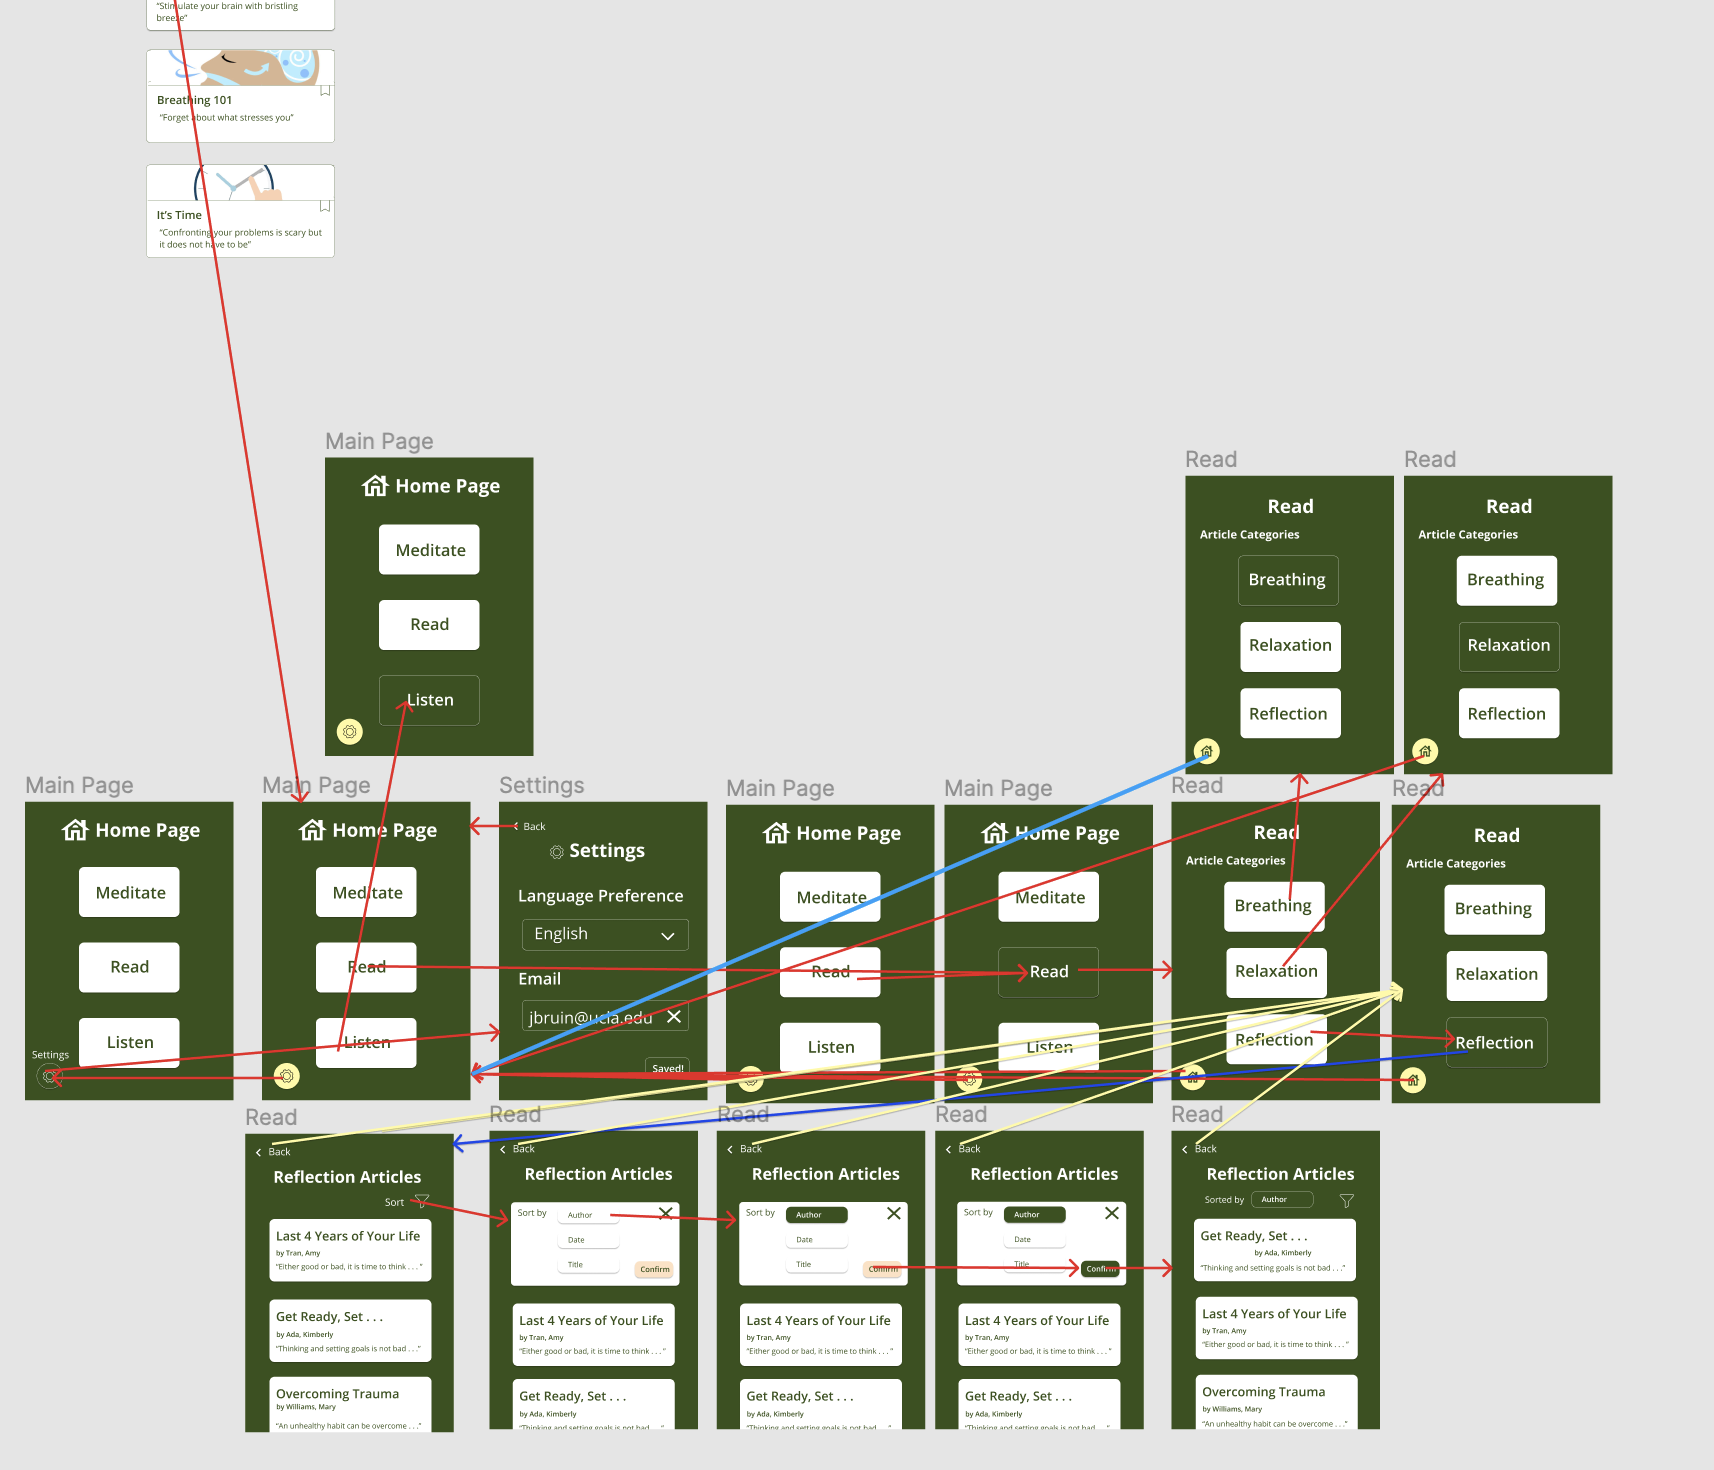 “Stimulate your brain with bristling
breeze”
Breathing 101
“Forget about what stresses you”
It’s Time
“Confronting your problems is scary but
it does not have to be”
Main Page
Home Page
Meditate
Read
Listen
Read
Read
Article Categories
Breathing
Relaxation
Reflection
Read
Read
Article Categories
Breathing
Relaxation
Reflection
Main Page
Home Page
Meditate
Read
Listen
Settings
Main Page
Home Page
Meditate
Read
Listen
Settings
Back
Settings
Language Preference
English
Email
jbruin@ucla.edu
Saved!
Main Page
Home Page
Meditate
Read
Listen
Main Page
Home Page
Meditate
Read
Listen
Read
Read
Article Categories
Breathing
Relaxation
Reflection
Read
Read
Article Categories
Breathing
Relaxation
Reflection
Read
Back
Reflection Articles
Sort
Last 4 Years of Your Life
by Tran, Amy
“Either good or bad, it is time to think . . . ”
Get Ready, Set . . .
by Ada, Kimberly
“Thinking and setting goals is not bad . . .”
Overcoming Trauma
by Williams, Mary
“An unhealthy habit can be overcome . . .”
Read
Back
Reflection Articles
Sort by
Author
Date
Title
Confirm
Last 4 Years of Your Life
by Tran, Amy
“Either good or bad, it is time to think . . . ”
Get Ready, Set . . .
by Ada, Kimberly
“Thinking and setting goals is not bad . . .”
Read
Back
Reflection Articles
Sort by
Author
Date
Title
Confirm
Last 4 Years of Your Life
by Tran, Amy
“Either good or bad, it is time to think . . . ”
Get Ready, Set . . .
by Ada, Kimberly
“Thinking and setting goals is not bad . . .”
Read
Back
Reflection Articles
Sort by
Author
Date
Title
Confirm
Last 4 Years of Your Life
by Tran, Amy
“Either good or bad, it is time to think . . . ”
Get Ready, Set . . .
by Ada, Kimberly
“Thinking and setting goals is not bad . . .”
Read
Back
Reflection Articles
Sorted by
Author
Get Ready, Set . . .
by Ada, Kimberly
“Thinking and setting goals is not bad . . .”
Last 4 Years of Your Life
by Tran, Amy
“Either good or bad, it is time to think . . . ”
Overcoming Trauma
by Williams, Mary
“An unhealthy habit can be overcome . . .”